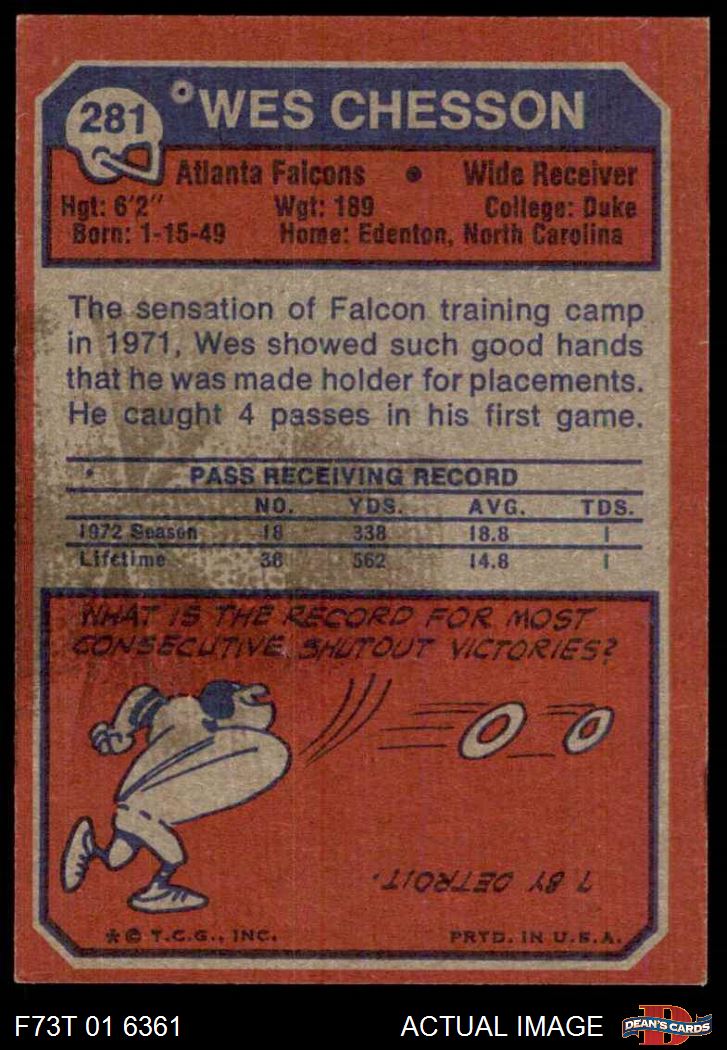 281
WES CHESSON
Atlanta Falcons • Wide Receiver
Hgt: 6'2" Wgt: 189 College: Duke
Born: 1-15-49 Home: Edenton, North Carolina
The sensation of Falcon training camp
in 1971, Wes showed such good hands
that he was made holder for placements.
He caught 4 passes in his first game.
PASS RECEIVING RECORD
NO. YDS. AVG. TDS.
1972 Season 18 338 18.8 1
Lifetime 36 562 14.8 1
WHAT IS THE RECORD FOR MOST
CONSECUTIVE SHUTOUT VICTORIES?
7 BY DETROIT.
* © T.C.G., INC. PRTD. IN U.S.A.
F73T 01 6361 ACTUAL IMAGE
D
DEAN'S CARDS